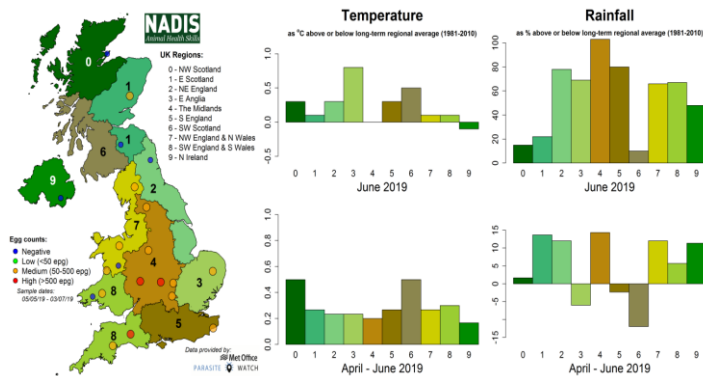 NADIS
Animal Health Skills
UK Regions:
0 - NW Scotland
1 - E Scotland
2 - NE England
3 - E Anglia
4 - The Midlands
5 - S England
6 - SW Scotland
7 - NW England & N Wales
8 - SW England & S Wales
9 - N Ireland
0
1
1
6
9
2
7
4
3
8
5
8
Egg counts:
Negative
Low (<50 epg)
Medium (50-500 epg)
High (>500 epg)
Sample dates:
05/05/19 - 03/07/19
Data provided by:
Met Office
PARASITE WATCH
Temperature
as °C above or below long-term regional average (1981-2010)
1.0
0.5
0.0
-0.5
0 1 2 3 4 5 6 7 8 9
June 2019
Rainfall
as % above or below long-term regional average (1981-2010)
100
80
60
40
20
0
0 1 2 3 4 5 6 7 8 9
June 2019
1.0
0.8
0.6
0.4
0.2
0.0
0 1 2 3 4 5 6 7 8 9
April - June 2019
15
10
5
0
-5
-15
0 1 2 3 4 5 6 7 8 9
April - June 2019